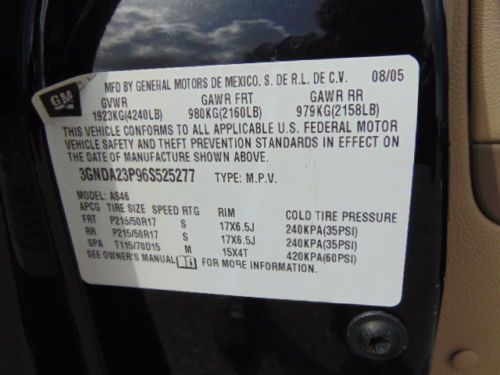 GM
MFD BY GENERAL MOTORS DE MEXICO, S. DE R.L. DE C.V. 08/05
GVWR GAWR FRT GAWR RR
1923KG(4240LB) 980KG(2160LB) 979KG(2158LB)
THIS VEHICLE CONFORMS TO ALL APPLICABLE U.S. FEDERAL MOTOR
VEHICLE SAFETY AND THEFT PREVENTION STANDARDS IN EFFECT ON
THE DATE OF MANUFACTURE SHOWN ABOVE.
3GNDA23P96S525277 TYPE: M.P.V.
MODEL: AS46
APCG TIRE SIZE SPEED RTG RIM COLD TIRE PRESSURE
FRT P215/50R17 S 17X6.5J 240KPA(35PSI)
RR P215/50R17 S 17X6.5J 240KPA(35PSI)
SPA T115/70D15 M 15X4T 420KPA(60PSI)
SEE OWNER'S MANUAL FOR MORE INFORMATION.